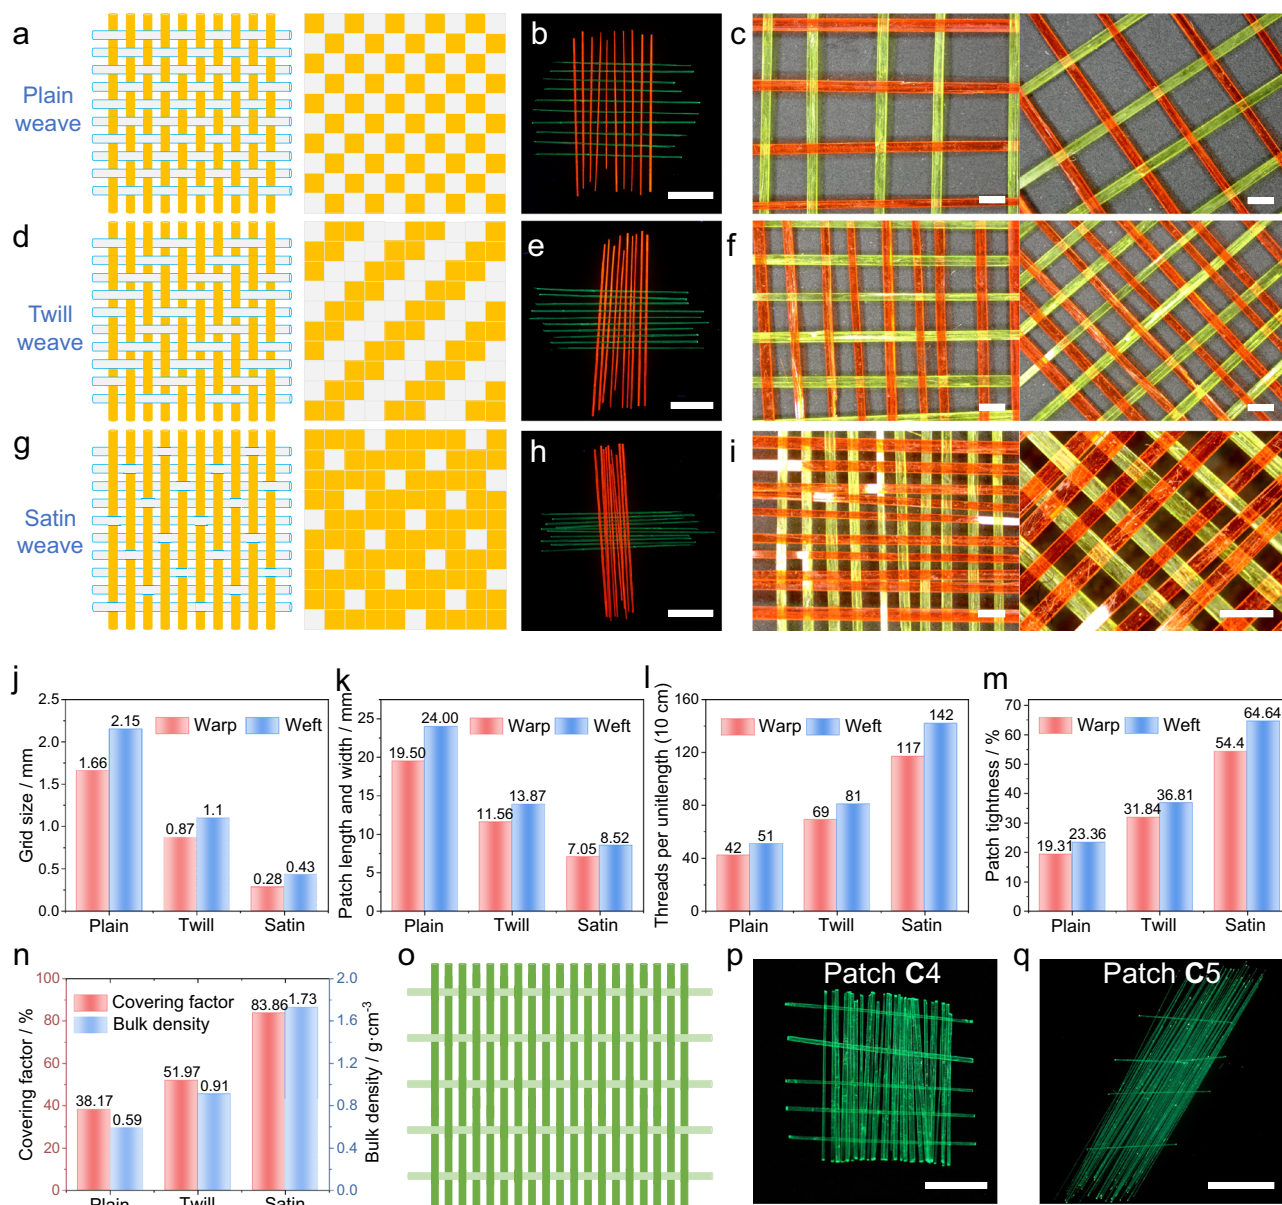 a
b
c
Plain
weave
d
e
f
Twill
weave
g
h
i
Satin
weave
j
Grid size / mm
2.5
2.0
1.5
1.0
0.5
0.0
Warp
Weft
1.66
2.15
0.87
1.1
0.28
0.43
Plain
Twill
Satin
k
Patch length and width / mm
25
20
15
10
5
0
Warp
Weft
19.50
24.00
11.56
13.87
7.05
8.52
Plain
Twill
Satin
l
Threads per unitlength (10 cm)
160
120
80
40
0
Warp
Weft
42
51
69
81
117
142
Plain
Twill
Satin
m
Patch tightness / %
70
60
50
40
30
20
10
0
Warp
Weft
19.31
23.36
31.84
36.81
54.4
64.64
Plain
Twill
Satin
n
Covering factor / %
100
80
60
40
20
0
Covering factor
Bulk density
38.17
0.59
51.97
0.91
83.86
1.73
2.0
1.6
1.2
0.8
0.4
0.0
Bulk density / g·cm⁻³
Plain
Twill
Satin
o
p
Patch C4
q
Patch C5